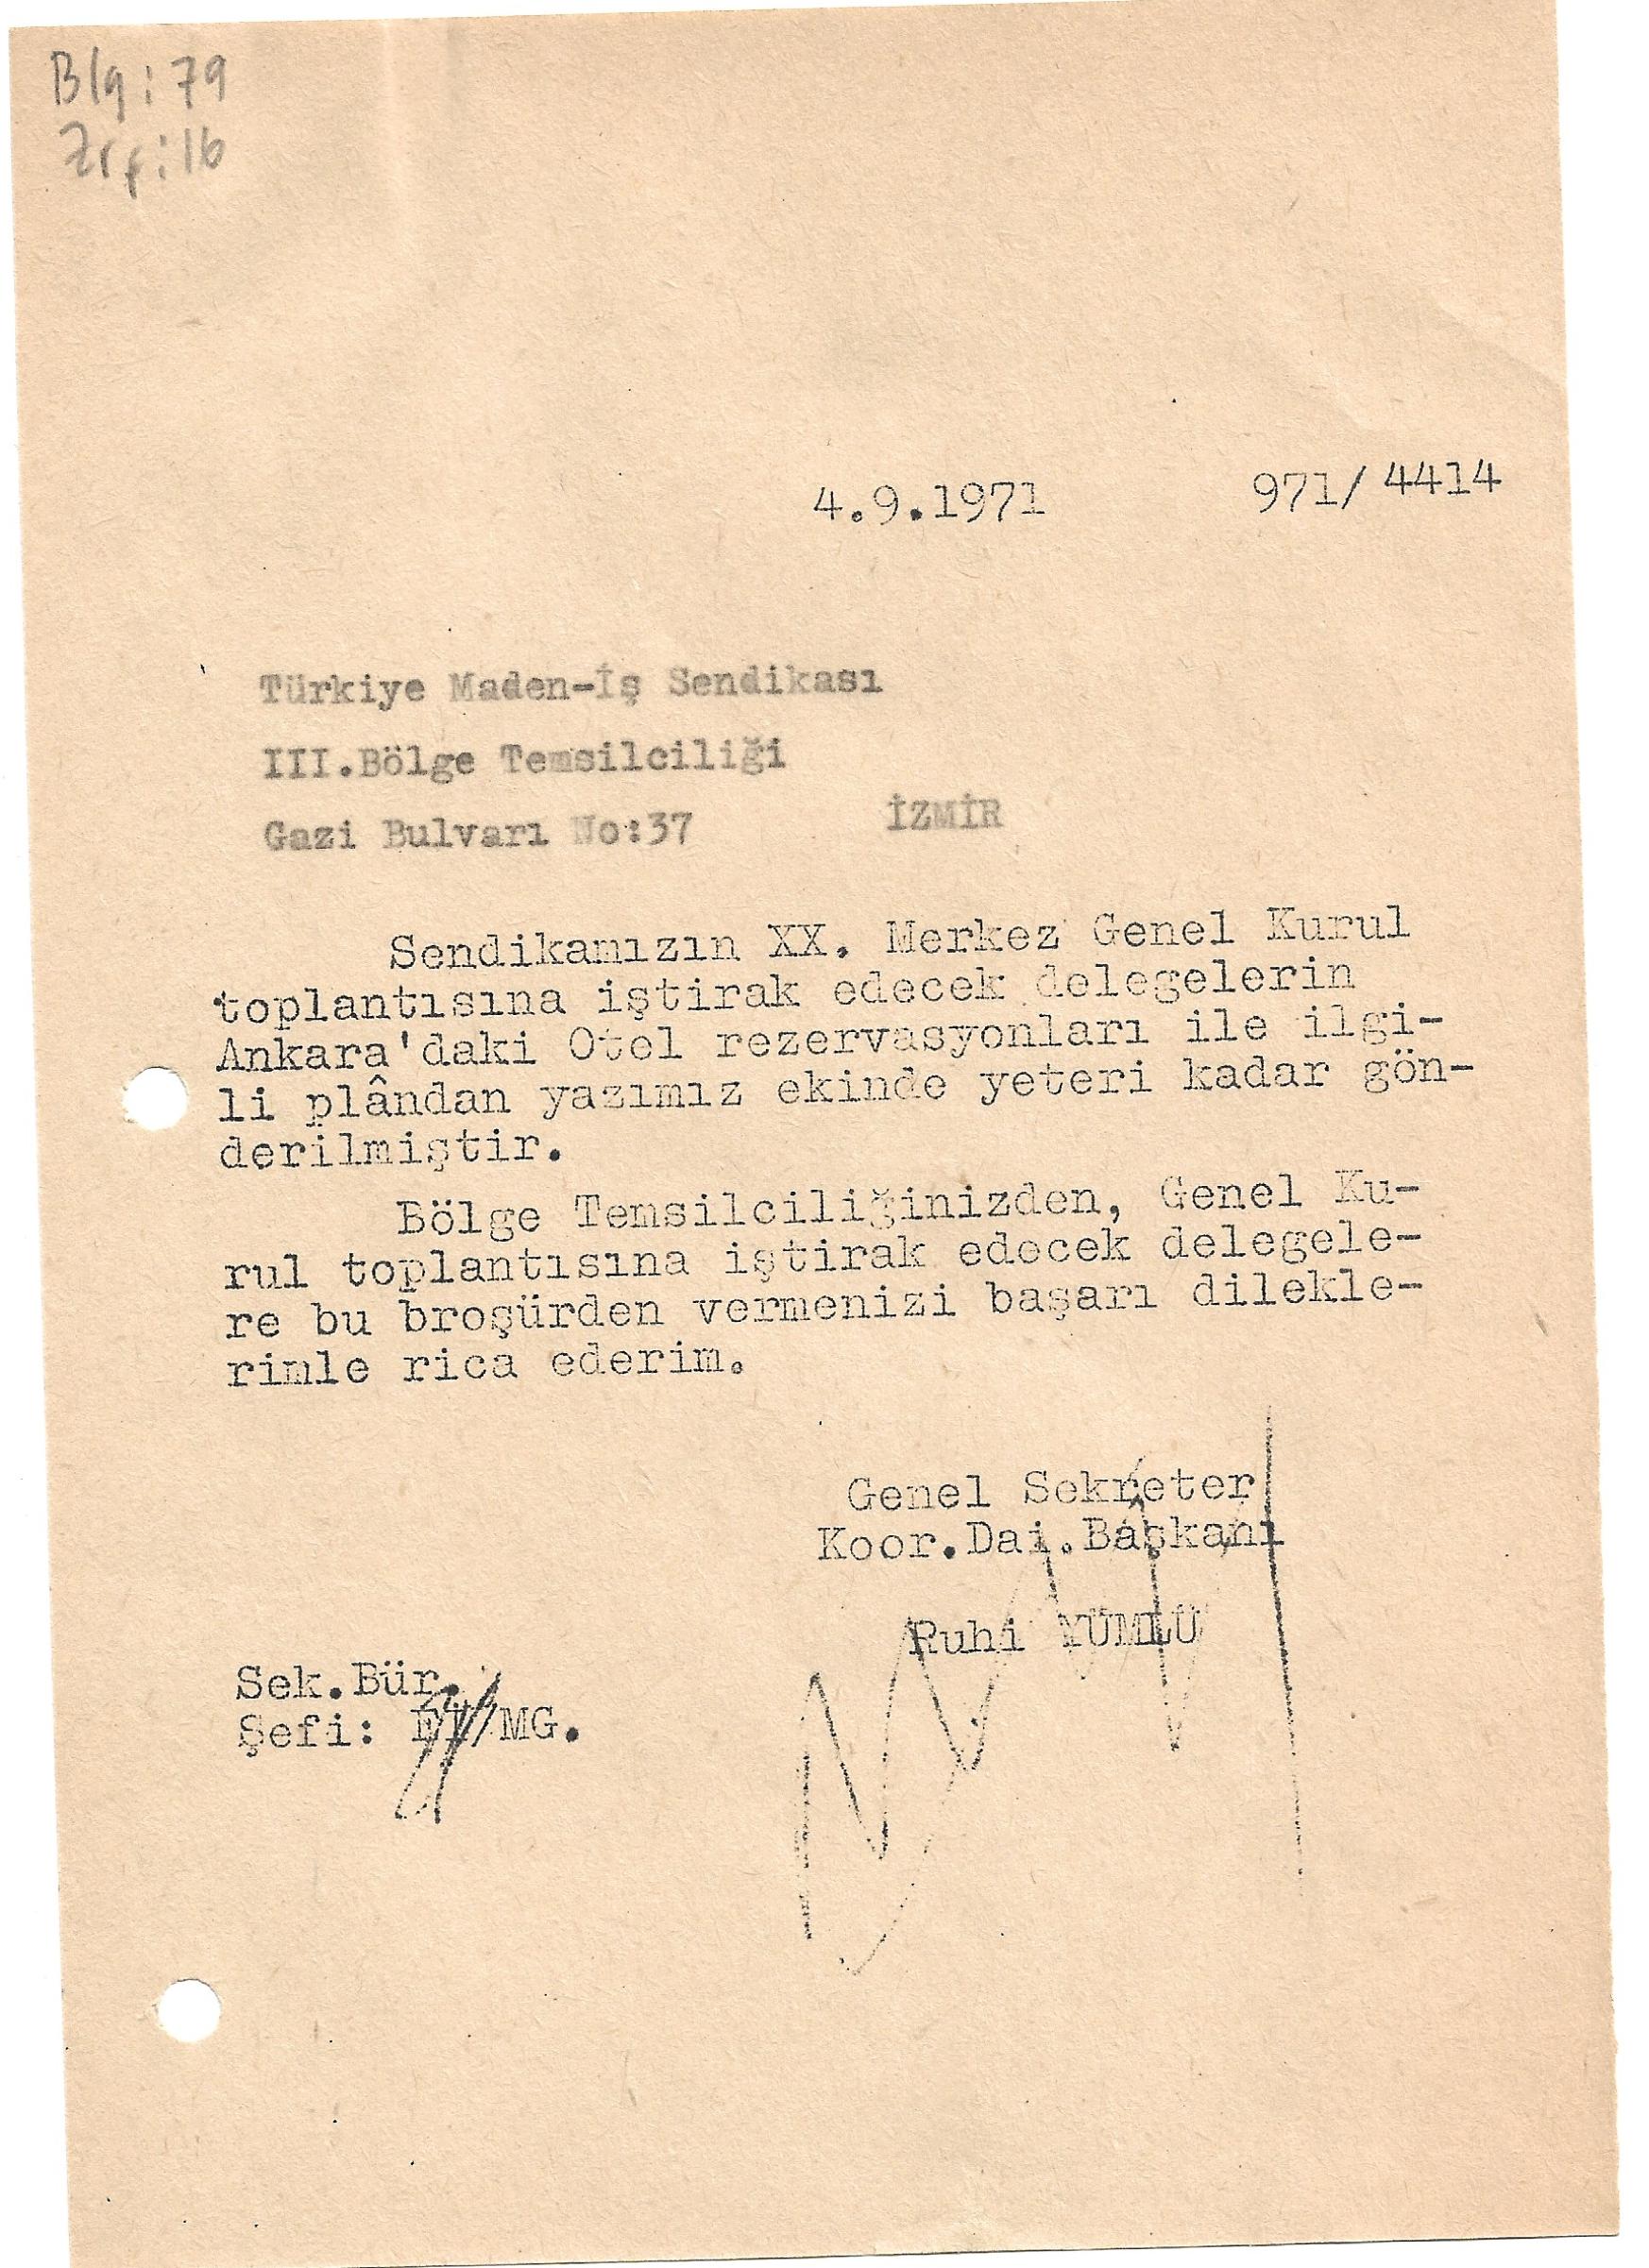 Blg: 79
Zrf: 16
4.9.1971 971/ 4414
Türkiye Maden-İş Sendikası
III.Bölge Temsilciliği
Gazi Bulvarı No:37 İZMİR
Sendikamızın XX. Merkez Genel Kurul
toplantısına iştirak edecek delegelerin
Ankara'daki Otel rezervasyonları ile ilgi-
li plândan yazımız ekinde yeteri kadar gön-
derilmiştir.
Bölge Temsilciliğinizden, Genel Ku-
rul toplantısına iştirak edecek delegele-
re bu broşürden vermenizi başarı dilekle-
rimle rica ederim.
Genel Sekreter
Koor.Dai.Başkanı
Ruhi YÜMLÜ
Sek.Bür.
Şefi: /MG.